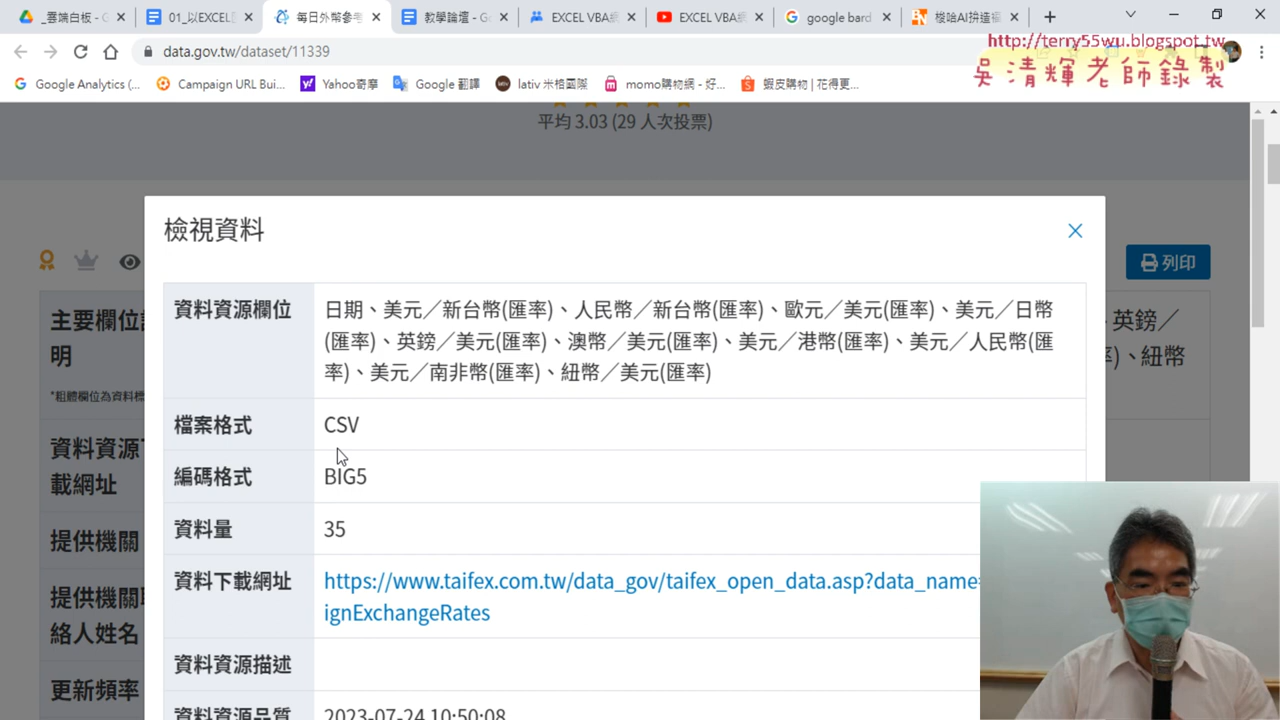 _雲端白板 - G
01_以EXCEL
每日外幣參考
教學論壇 - Go
EXCEL VBA
EXCEL VBA
google bard
梭哈AI拚造福
data.gov.tw/dataset/11339
http://terry55wu.blogspot.tw
吳清輝老師錄製
Google Analytics (...
Campaign URL Bui...
Yahoo奇摩
Google 翻譯
lativ 米格國際
momo購物網 - 好...
蝦皮購物 | 花得更...
平均 3.03 (29 人次投票)
檢視資料
列印
主要欄位
明
*粗體欄位為資料標
英鎊／
、紐幣
資料資源欄位
日期、美元／新台幣(匯率)、人民幣／新台幣(匯率)、歐元／美元(匯率)、美元／日幣
(匯率)、英鎊／美元(匯率)、澳幣／美元(匯率)、美元／港幣(匯率)、美元／人民幣(匯
率)、美元／南非幣(匯率)、紐幣／美元(匯率)
檔案格式
CSV
編碼格式
BIG5
資料量
35
資料下載網址
https://www.taifex.com.tw/data_gov/taifex_open_data.asp?data_name=
ignExchangeRates
資料資源描述
資料資源品質
2023-07-24 10:50:08
資料資源
載網址
提供機關
提供機關
絡人姓名
更新頻率